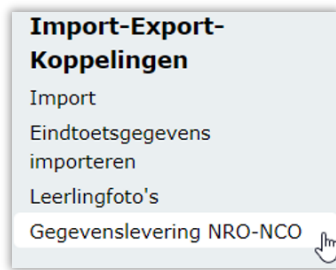 Import-Export-
Koppelingen
Import
Eindtoetsgegevens
importeren
Leerlingfoto's
Gegevenslevering NRO-NCO